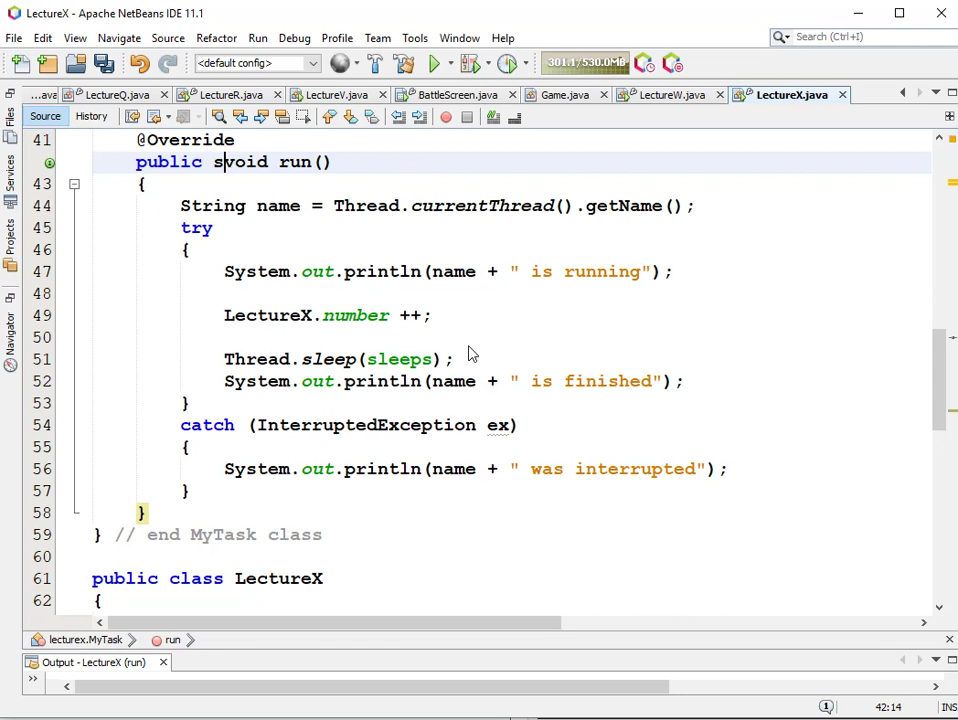 LectureX - Apache NetBeans IDE 11.1
File Edit View Navigate Source Refactor Run Debug Profile Team Tools Window Help
Search (Ctrl+I)
<default config>
301.1/530.0MB
...ava LectureQ.java LectureR.java LectureV.java BattleScreen.java Game.java LectureW.java LectureX.java
Source History
Files
Services
Projects
Navigator
41 @Override
public svoid run()
43 {
44 String name = Thread.currentThread().getName();
45 try
46 {
47 System.out.println(name + " is running");
48
49 LectureX.number ++;
50
51 Thread.sleep(sleeps);
52 System.out.println(name + " is finished");
53 }
54 catch (InterruptedException ex)
55 {
56 System.out.println(name + " was interrupted");
57 }
58 }
59 } // end MyTask class
60
61 public class LectureX
62 {
lecturex.MyTask run
Output - LectureX (run)
1 42:14 INS